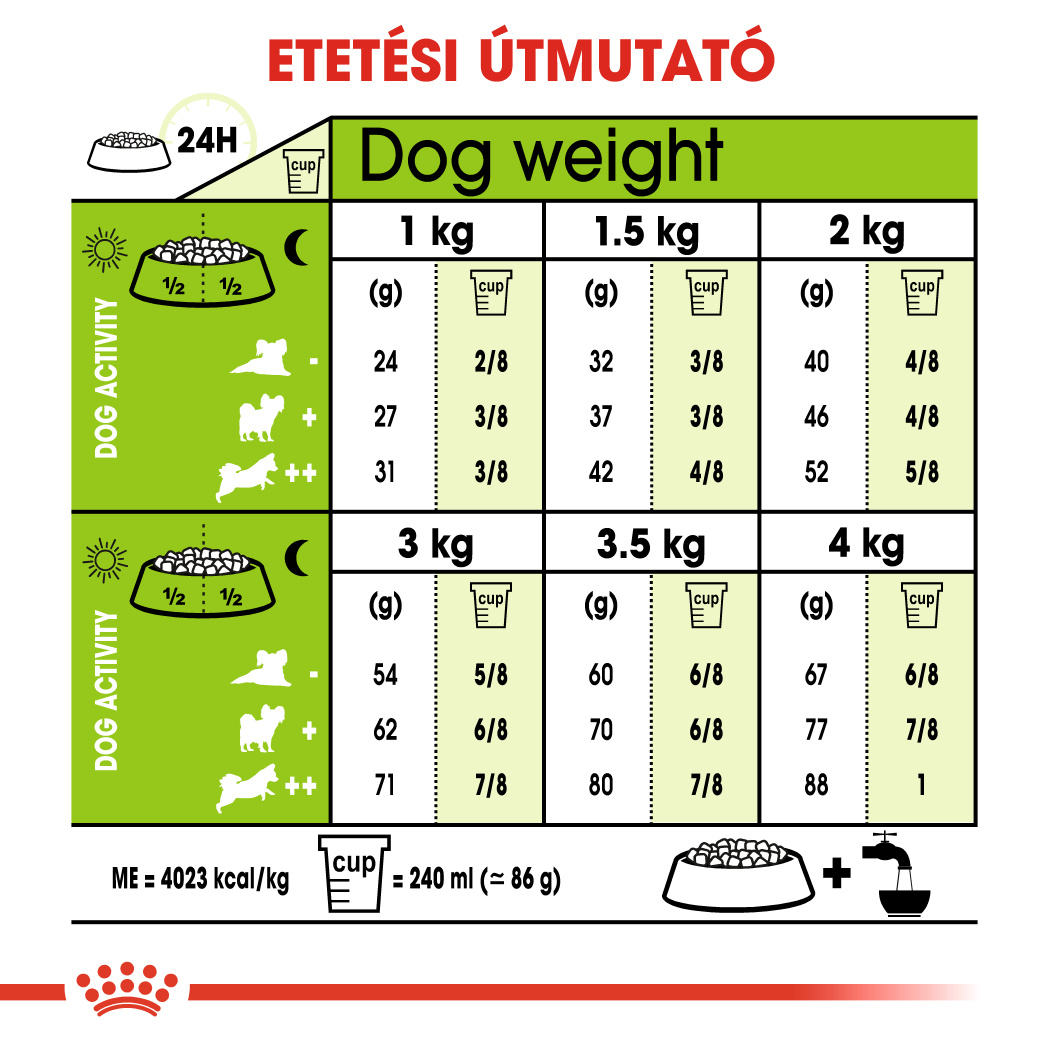 ETETÉSI ÚTMUTATÓ
24H
cup
Dog weight
1 kg 1.5 kg 2 kg
½ ½
DOG ACTIVITY
(g) cup (g) cup (g) cup
- 24 2/8 32 3/8 40 4/8
+ 27 3/8 37 3/8 46 4/8
++ 31 3/8 42 4/8 52 5/8
3 kg 3.5 kg 4 kg
½ ½
DOG ACTIVITY
(g) cup (g) cup (g) cup
- 54 5/8 60 6/8 67 6/8
+ 62 6/8 70 6/8 77 7/8
++ 71 7/8 80 7/8 88 1
ME = 4023 kcal/kg cup = 240 ml (≃ 86 g) +